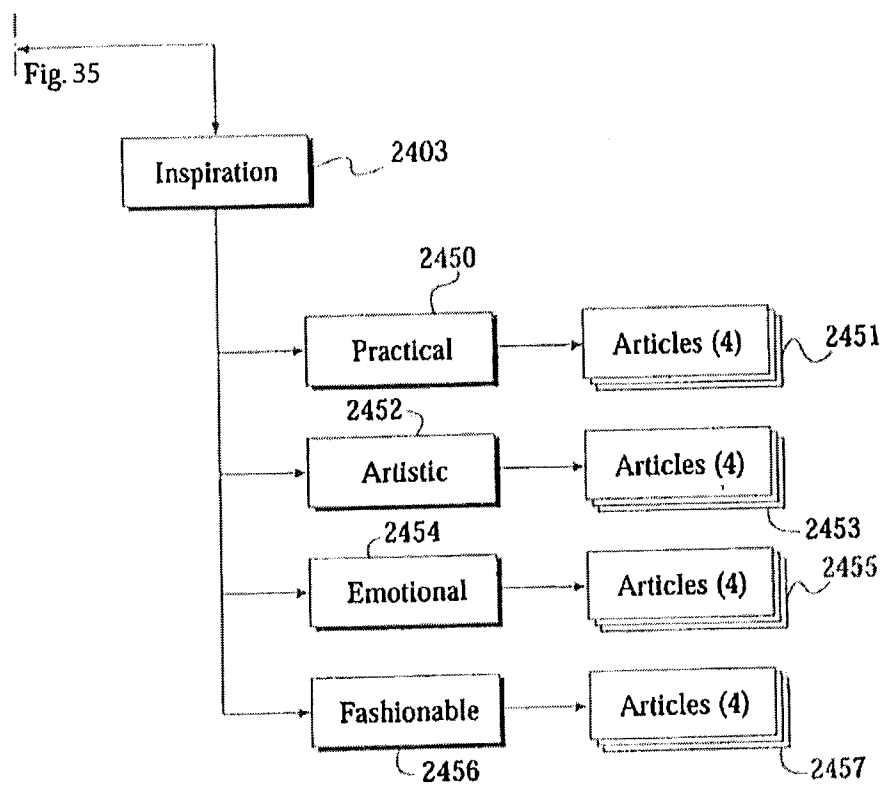 Fig. 35
Inspiration
2403
2450
Practical
Articles (4)
2451
2452
Artistic
Articles (4)
2453
2454
Emotional
Articles (4)
2455
Fashionable
Articles (4)
2456
2457